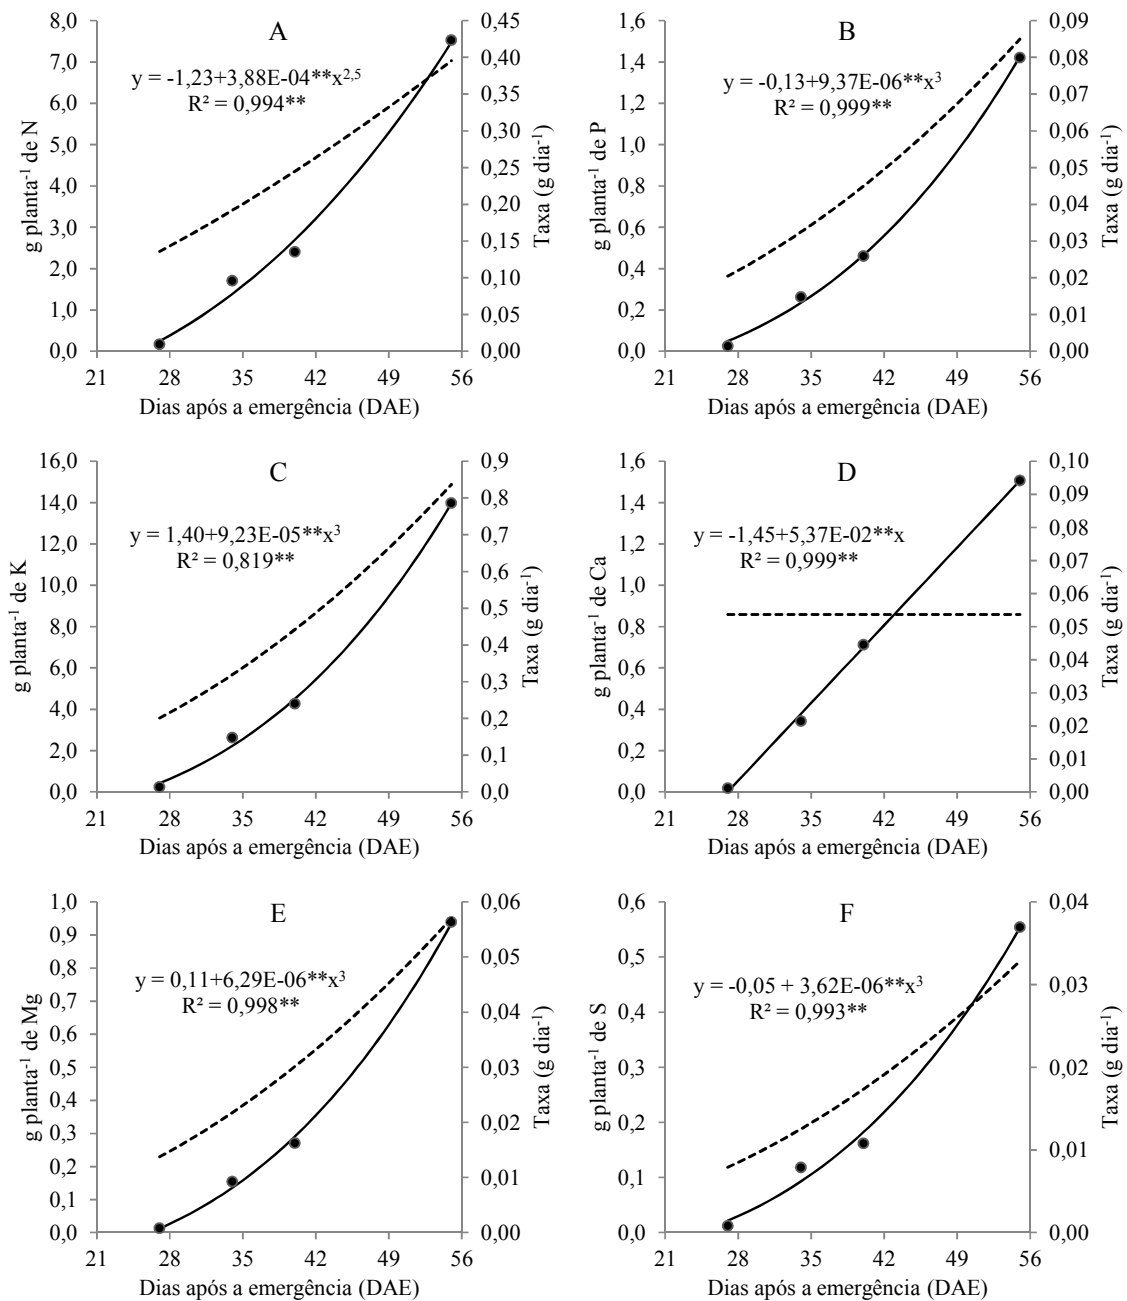 A
y = -1,23+3,88E-04**x2,5
R² = 0,994**
8,0
7,0
6,0
5,0
4,0
3,0
2,0
1,0
0,0
0,45
0,40
0,35
0,30
0,25
0,20
0,15
0,10
0,05
0,00
21 28 35 42 49 56
g planta-1 de N
Taxa (g dia-1)
Dias após a emergência (DAE)
B
y = -0,13+9,37E-06**x³
R² = 0,999**
1,6
1,4
1,2
1,0
0,8
0,6
0,4
0,2
0,0
0,09
0,08
0,07
0,06
0,05
0,04
0,03
0,02
0,01
0,00
21 28 35 42 49 56
g planta-1 de P
Taxa (g dia-1)
Dias após a emergência (DAE)
C
y = 1,40+9,23E-05**x³
R² = 0,819**
16,0
14,0
12,0
10,0
8,0
6,0
4,0
2,0
0,0
0,9
0,8
0,7
0,6
0,5
0,4
0,3
0,2
0,1
0,0
21 28 35 42 49 56
g planta-1 de K
Taxa (g dia-1)
Dias após a emergência (DAE)
D
y = -1,45+5,37E-02**x
R² = 0,999**
1,6
1,4
1,2
1,0
0,8
0,6
0,4
0,2
0,0
0,10
0,09
0,08
0,07
0,06
0,05
0,04
0,03
0,02
0,01
0,00
21 28 35 42 49 56
g planta-1 de Ca
Taxa (g dia-1)
Dias após a emergência (DAE)
E
y = 0,11+6,29E-06**x³
R² = 0,998**
1,0
0,9
0,8
0,7
0,6
0,5
0,4
0,3
0,2
0,1
0,0
0,06
0,05
0,04
0,03
0,02
0,01
0,00
21 28 35 42 49 56
g planta-1 de Mg
Taxa (g dia-1)
Dias após a emergência (DAE)
F
y = -0,05 + 3,62E-06**x³
R² = 0,993**
0,6
0,5
0,4
0,3
0,2
0,1
0,0
0,04
0,03
0,02
0,01
0,00
21 28 35 42 49 56
g planta-1 de S
Taxa (g dia-1)
Dias após a emergência (DAE)